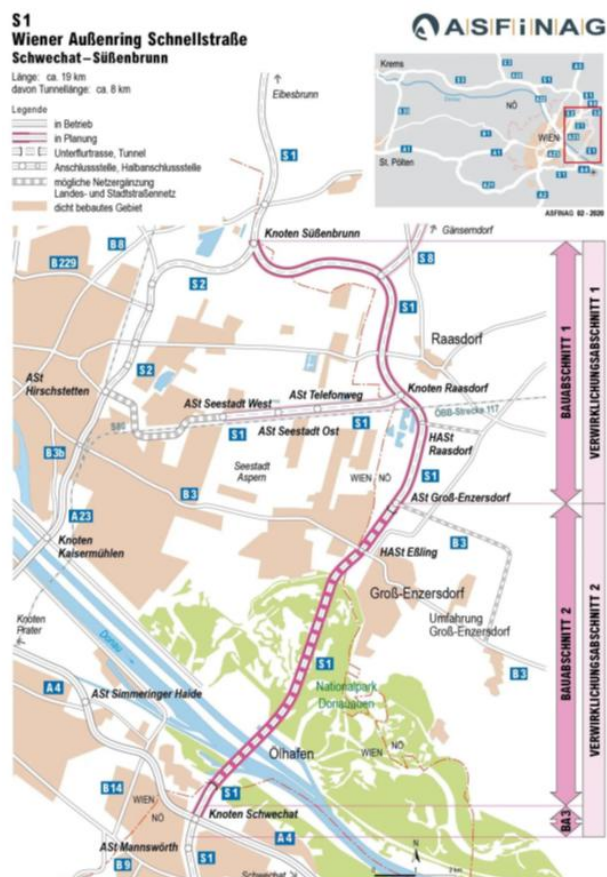 S1
Wiener Außenring Schnellstraße
Schwechat–Süßenbrunn
Länge: ca. 19 km
davon Tunnellänge: ca. 8 km
Legende
in Betrieb
in Planung
Unterflurtrasse, Tunnel
Anschlussstelle, Halbanschlussstelle
mögliche Netzergänzung
Landes- und Stadtstraßennetz
dicht bebautes Gebiet
ASFiNAG
Krems
NÖ
WIEN
St. Pölten
ASFINAG 02 - 2020
Eibesbrunn
S1
Knoten Süßenbrunn
Gänserndorf
B8
B229
S2
S8
S1
Raasdorf
S2
ASt
Hirschstetten
ASt Seestadt West
ASt Telefonweg
Knoten Raasdorf
ÖBB-Strecke 117
S80
S1
ASt Seestadt Ost
S1
HASt
Raasdorf
B3b
Seestadt
Aspern
WIEN
NÖ
S1
B3
ASt Groß-Enzersdorf
A23
Knoten
Kaisermühlen
B3
HASt Eßling
Groß-Enzersdorf
Umfahrung
Groß-Enzersdorf
Knoten
Prater
Donau
S1
B3
A4
ASt Simmeringer Haide
Nationalpark
Donauauen
Ölhafen
WIEN
NÖ
B14
S1
WIEN
NÖ
Knoten Schwechat
A4
ASt Mannswörth
B9
S1
Schwechat
N
BAUABSCHNITT 1
VERWIRKLICHUNGSABSCHNITT 1
BAUABSCHNITT 2
VERWIRKLICHUNGSABSCHNITT 2
BA3